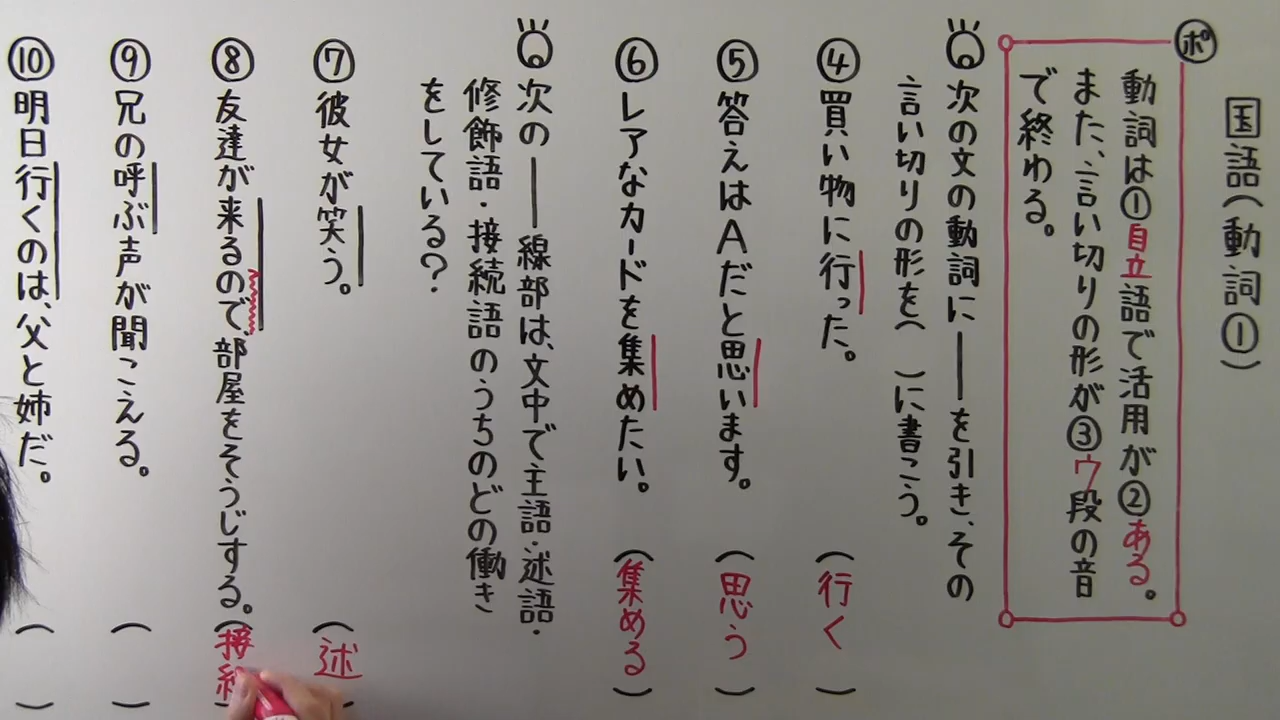 国語(動詞①)
ポ
動詞は①自立語で活用が②ある。
また、言い切りの形が③ウ段の音
で終わる。
次の文の動詞に―を引き、その
言い切りの形を( )に書こう。
④買い物に行った。(行く)
⑤答えはAだと思います。(思う)
⑥レアなカードを集めたい。(集める)
次の―線部は、文中で主語・述語・
修飾語・接続語のうちのどの働き
をしている?
⑦彼女が笑う。(述)
⑧友達が来るので、部屋をそうじする。(接
⑨兄の呼ぶ声が聞こえる。( )
⑩明日行くのは、父と姉だ。( )